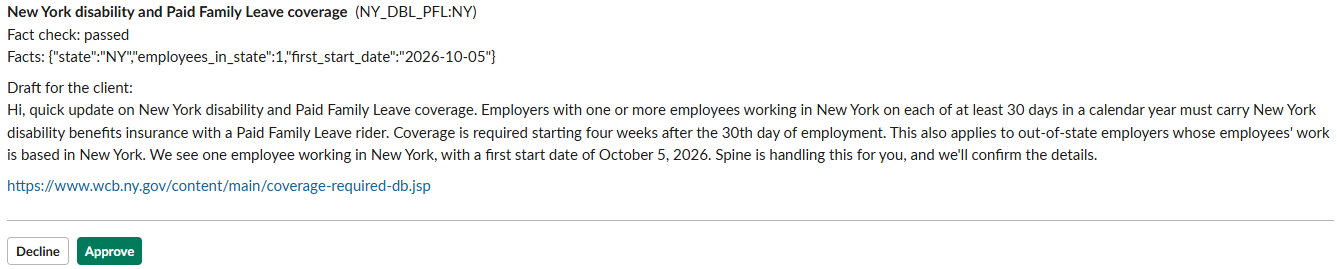 New York disability and Paid Family Leave coverage (NY_DBL_PFL:NY)
Fact check: passed
Facts: {"state":"NY","employees_in_state":1,"first_start_date":"2026-10-05"}
Draft for the client:
Hi, quick update on New York disability and Paid Family Leave coverage. Employers with one or more employees working in New York on each of at least 30 days in a calendar year must carry New York
disability benefits insurance with a Paid Family Leave rider. Coverage is required starting four weeks after the 30th day of employment. This also applies to out-of-state employers whose employees' work
is based in New York. We see one employee working in New York, with a first start date of October 5, 2026. Spine is handling this for you, and we'll confirm the details.
https://www.wcb.ny.gov/content/main/coverage-required-db.jsp
Decline Approve